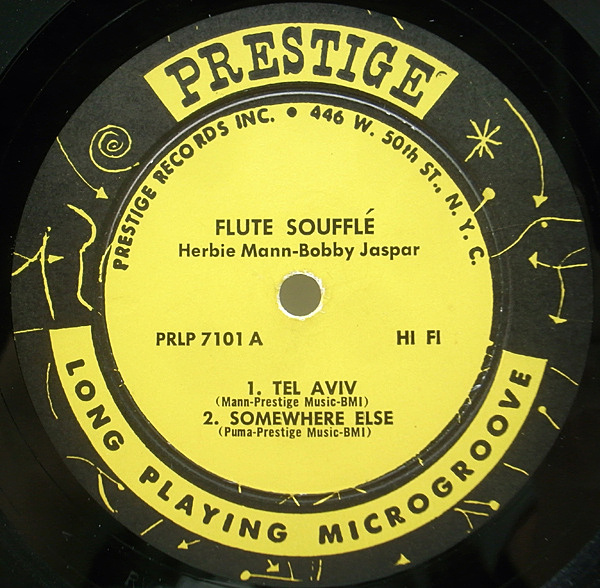 PRESTIGE
PRESTIGE RECORDS INC. • 446 W. 50th ST., N. Y. C.
FLUTE SOUFFLÉ
Herbie Mann-Bobby Jaspar
PRLP 7101 A HI FI
1. TEL AVIV
(Mann-Prestige Music-BMI)
2. SOMEWHERE ELSE
(Puma-Prestige Music-BMI)
LONG PLAYING MICROGROOVE